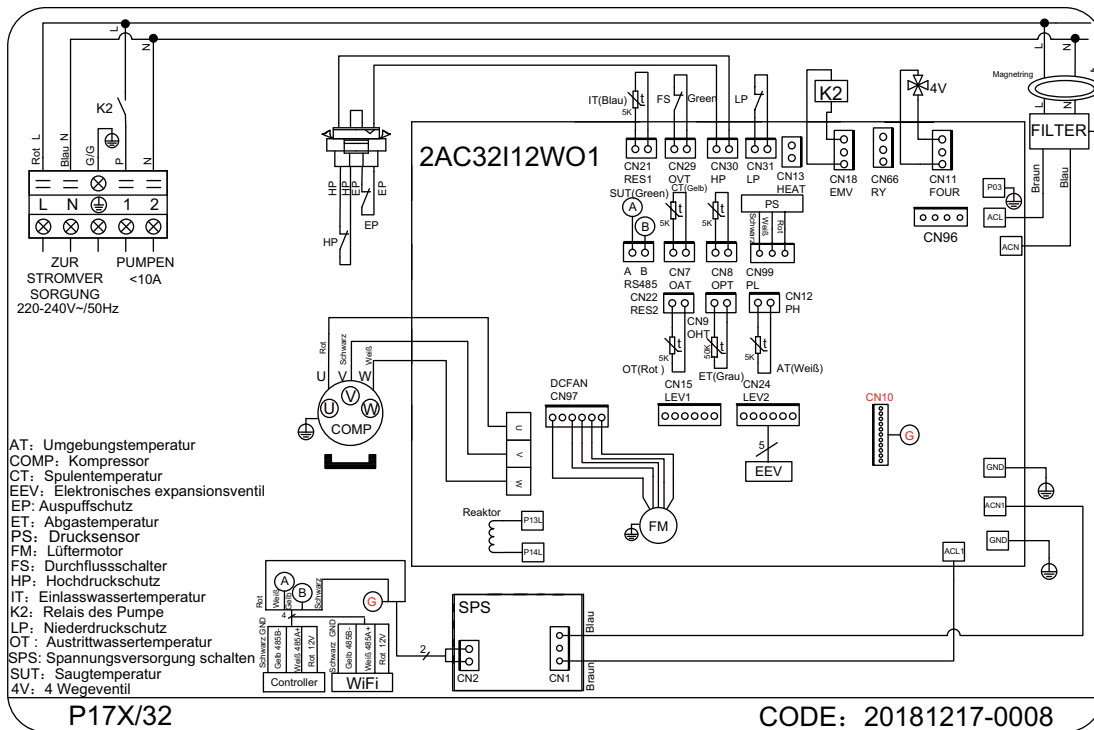 L
N
L
N
Magnetring
L
N
FILTER
Braun
Blau
K2
Rot L
Blau N
G/G
P
N
L N 1 2
ZUR
STROMVER
SORGUNG
220-240V~/50Hz
PUMPEN
<10A
HP
HP
EP
EP
EP
HP
2AC32I12WO1
IT(Blau)
5K
t
FS
Green
LP
K2
4V
CN21
RES1
CN29
OVT
CN30
HP
CN31
LP
CN13
HEAT
CN18
EMV
CN66
RY
CN11
FOUR
P03
ACL
ACN
CN96
SUT(Green)
A
B
CT(Gelb)
5K
t
5K
t
PS
Schwarz
Weiß
Rot
A B
RS485
CN7
OAT
CN8
OPT
CN99
PL
CN22
RES2
CN9
OHT
CN12
PH
5K
t
50K
t
5K
t
OT(Rot )
ET(Grau)
AT(Weiß)
CN15
LEV1
CN24
LEV2
DCFAN
CN97
5
EEV
CN10
G
Rot
Schwarz
Weiß
U V W
U
V
W
COMP
U
V
W
Reaktor
P13L
P14L
FM
GND
ACN1
GND
ACL1
AT: Umgebungstemperatur
COMP: Kompressor
CT: Spulentemperatur
EEV: Elektronisches expansionsventil
EP: Auspuffschutz
ET: Abgastemperatur
PS: Drucksensor
FM: Lüftermotor
FS: Durchflussschalter
HP: Hochdruckschutz
IT: Einlasswassertemperatur
K2: Relais des Pumpe
LP: Niederdruckschutz
OT : Austrittwassertemperatur
SPS: Spannungsversorgung schalten
SUT: Saugtemperatur
4V: 4 Wegeventil
Rot
Weiß
A
Gelb
B
Schwarz
G
4
Schwarz GND
Gelb 485B-
Weiß 485A+
Rot 12V
Controller
Schwarz GND
Gelb 485B-
Weiß 485A+
Rot 12V
WiFi
2
SPS
CN2
CN1
Blau
Braun
P17X/32
CODE: 20181217-0008